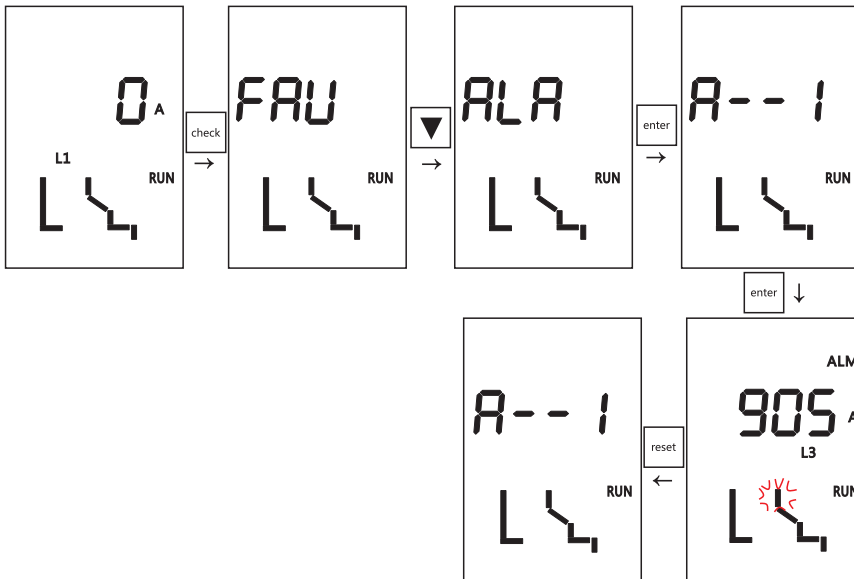 0 A
L1
RUN
L
check
→
FAU
RUN
L
▼
→
ALA
RUN
L
enter
→
A--1
RUN
L
enter ↓
ALM
905 A
L3
RUN
L
reset
←
A--1
RUN
L